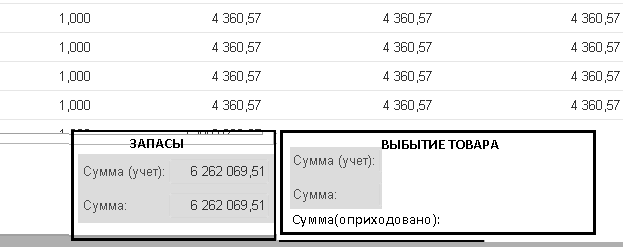 1,000 4 360,57 4 360,57 4 360,57
1,000 4 360,57 4 360,57 4 360,57
1,000 4 360,57 4 360,57 4 360,57
1,000 4 360,57 4 360,57 4 360,57
ЗАПАСЫ
Сумма (учет): 6 262 069,51
Сумма: 6 262 069,51
ВЫБЫТИЕ ТОВАРА
Сумма (учет):
Сумма:
Сумма(оприходовано):